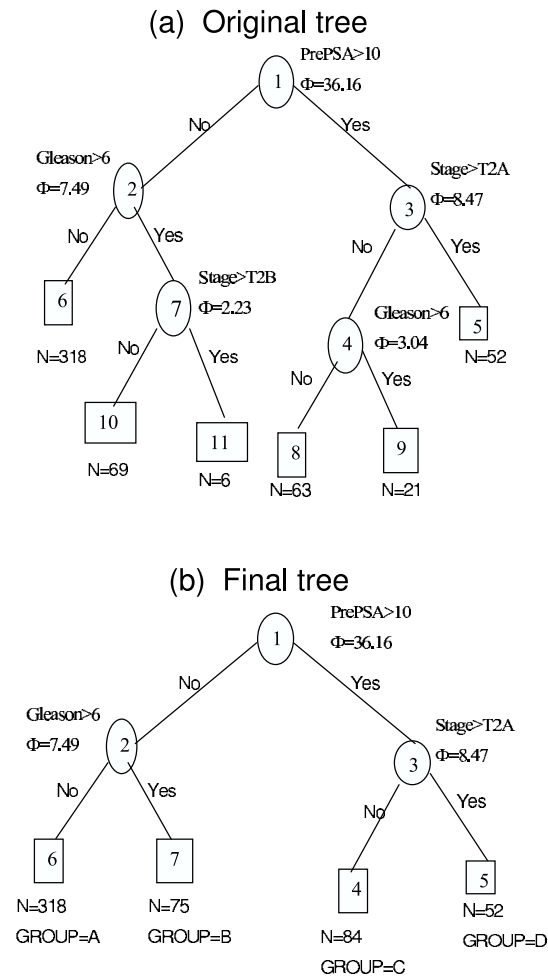 (a) Original tree
PrePSA>10
1
Φ=36.16
No
Yes
Gleason>6
Φ=7.49
2
Stage>T2A
3
Φ=8.47
No
Yes
No
Yes
6
Stage>T2B
7
Φ=2.23
Gleason>6
4
Φ=3.04
5
N=318
No
Yes
N=52
No
Yes
10
11
8
9
N=69
N=6
N=63
N=21
(b) Final tree
PrePSA>10
1
Φ=36.16
No
Yes
Gleason>6
Φ=7.49
2
Stage>T2A
3
Φ=8.47
No
Yes
No
Yes
6
7
4
5
N=318
N=75
N=84
N=52
GROUP=A
GROUP=B
GROUP=C
GROUP=D